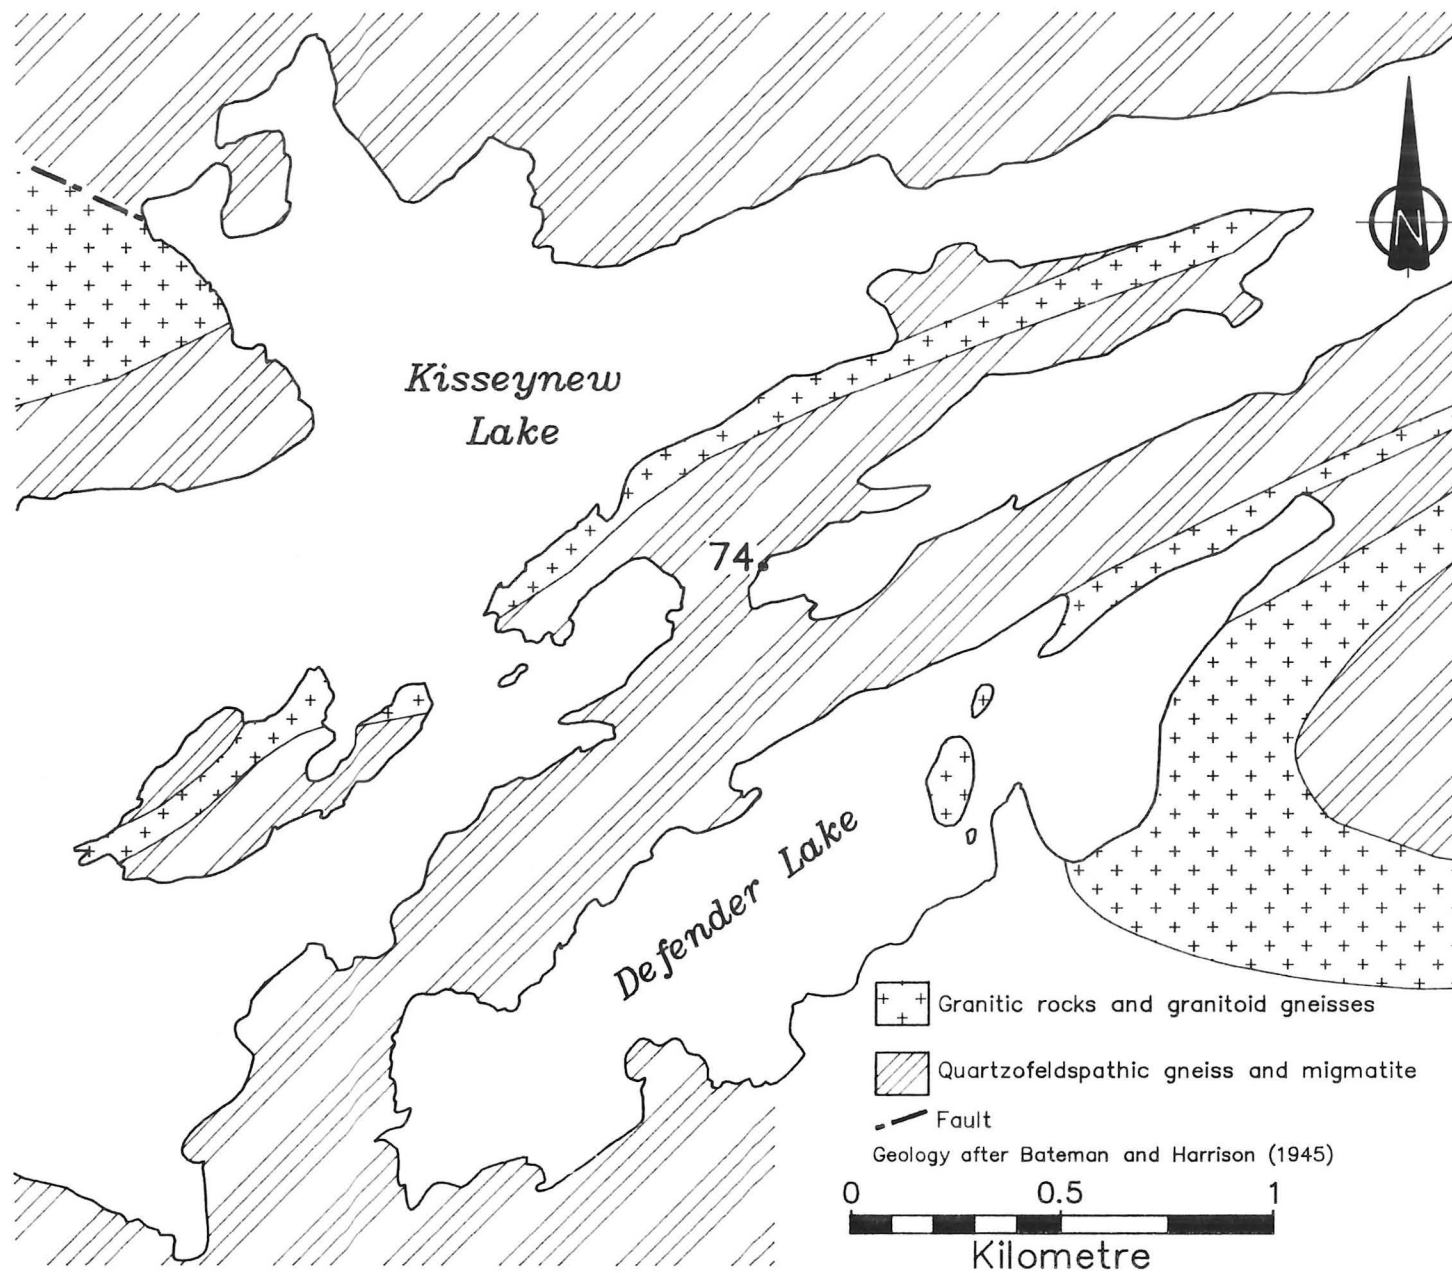 N
Kisseynew
Lake
74
Defender Lake
Granitic rocks and granitoid gneisses
Quartzofeldspathic gneiss and migmatite
Fault
Geology after Bateman and Harrison (1945)
0 0.5 1
Kilometre